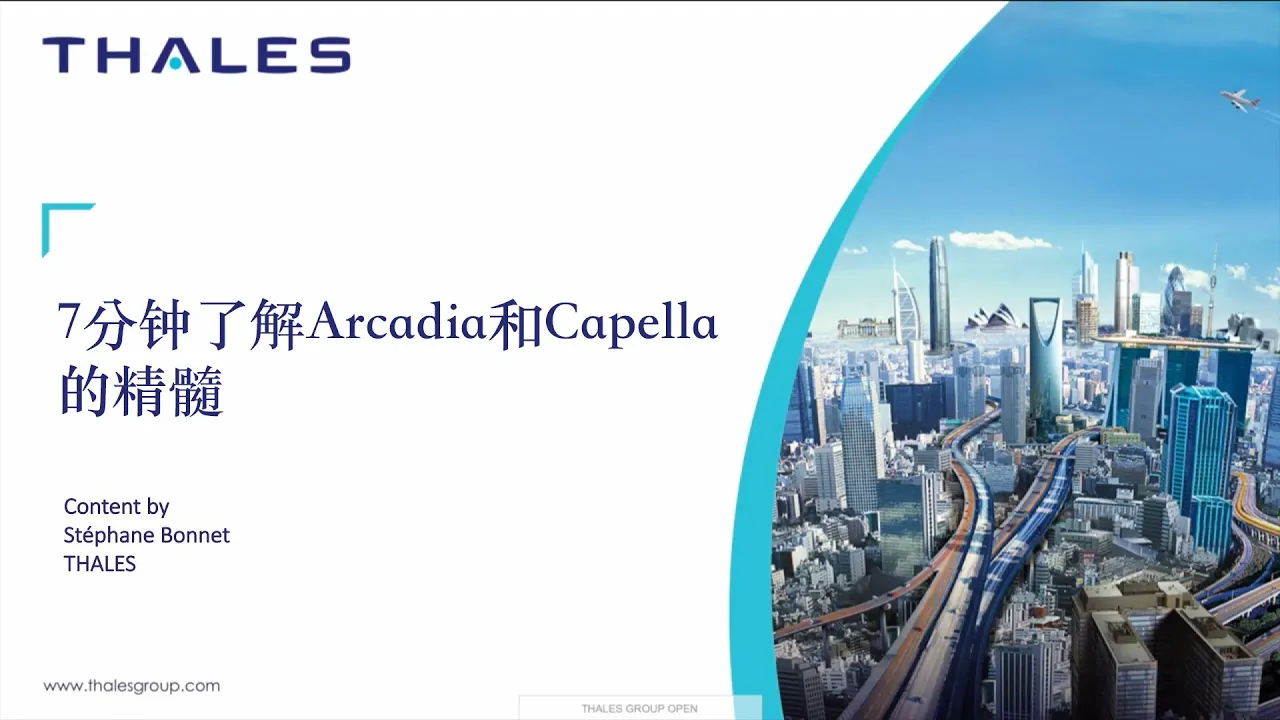 THALES
7分钟了解Arcadia和Capella
的精髓
Content by
Stéphane Bonnet
THALES
www.thalesgroup.com
THALES GROUP OPEN